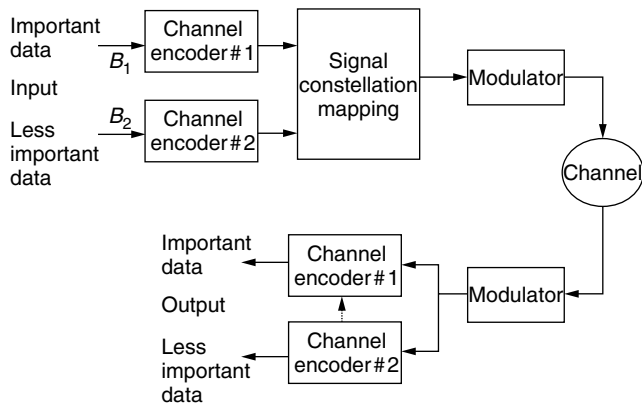 Important
data
B1
Channel
encoder#1
Input
Signal
constellation
mapping
Modulator
Less
important
data
B2
Channel
encoder#2
Channel
Important
data
Channel
encoder#1
Output
Modulator
Less
important
data
Channel
encoder#2